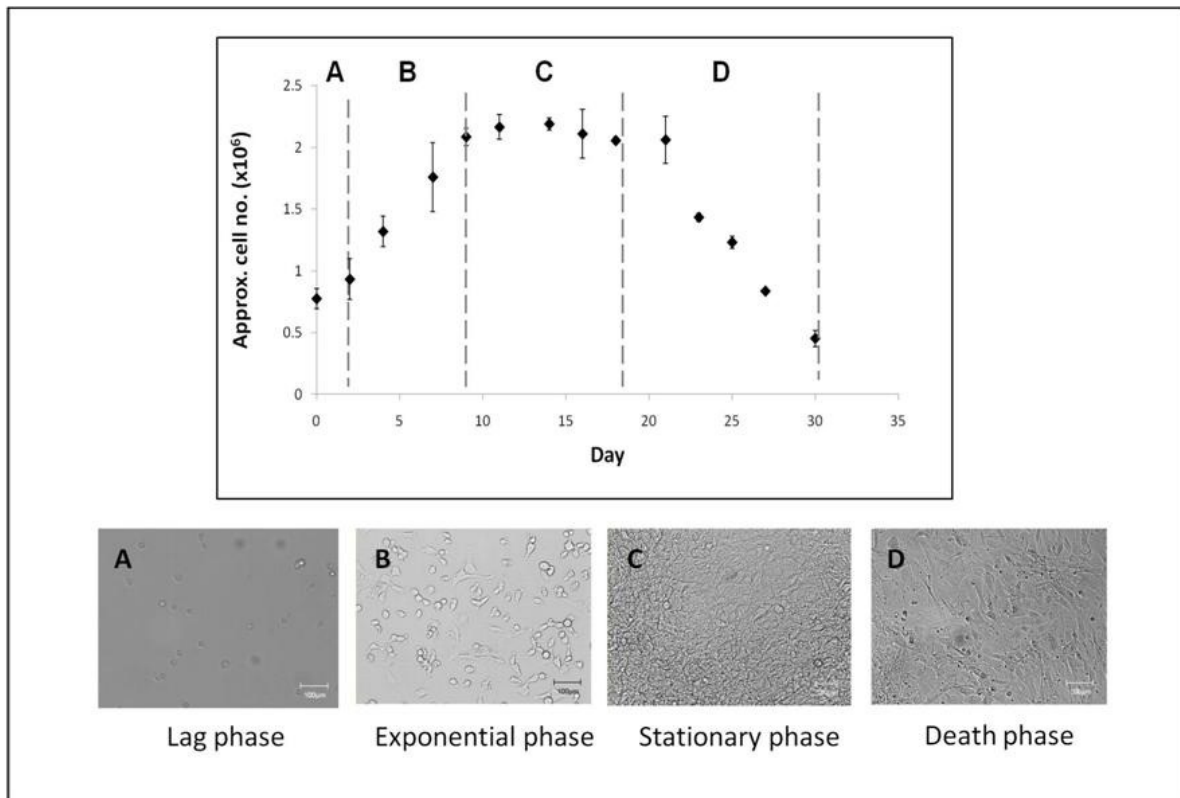 A B C D
2.5
2
1.5
1
0.5
0
Approx. cell no. (x10⁶)
0 5 10 15 20 25 30 35
Day
A B C D
100µm
100µm
Lag phase Exponential phase Stationary phase Death phase